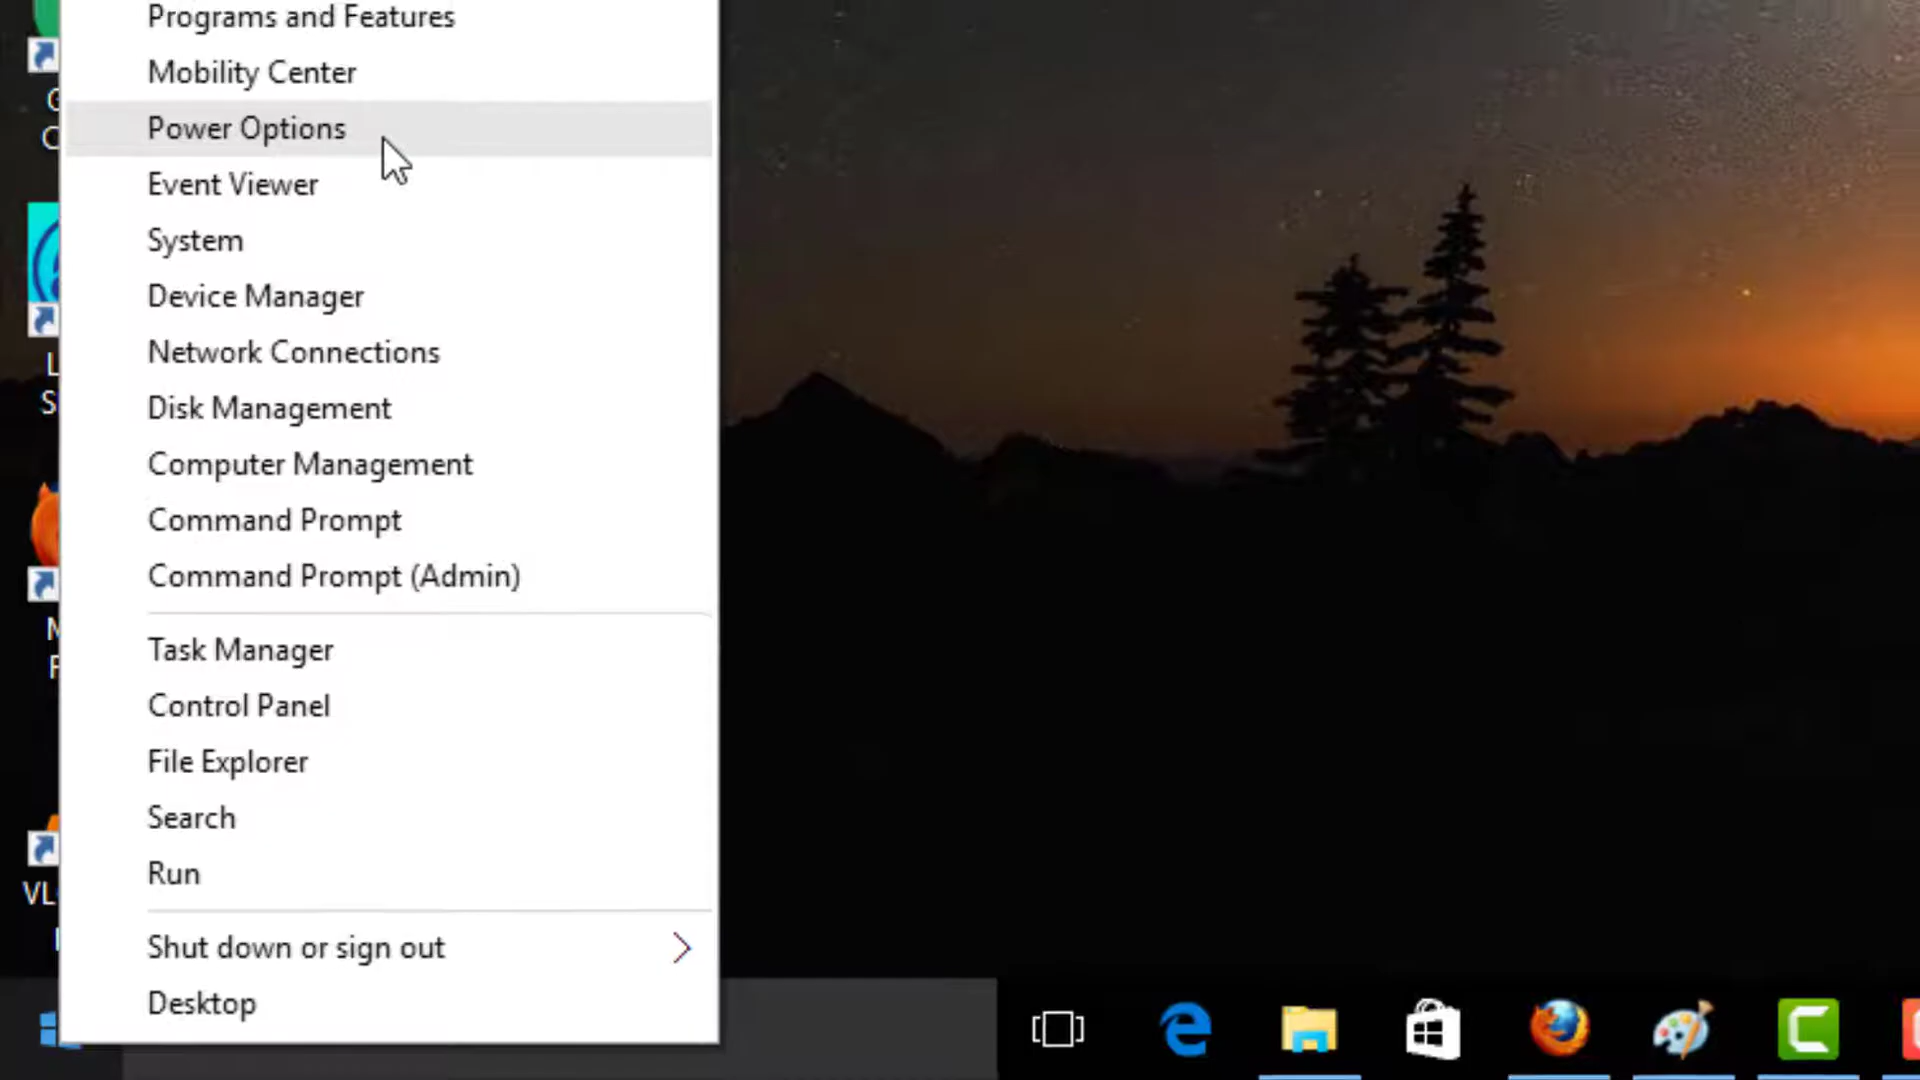 Programs and Features
Mobility Center
Power Options
Event Viewer
System
Device Manager
Network Connections
Disk Management
Computer Management
Command Prompt
Command Prompt (Admin)
Task Manager
Control Panel
File Explorer
Search
Run
Shut down or sign out
Desktop